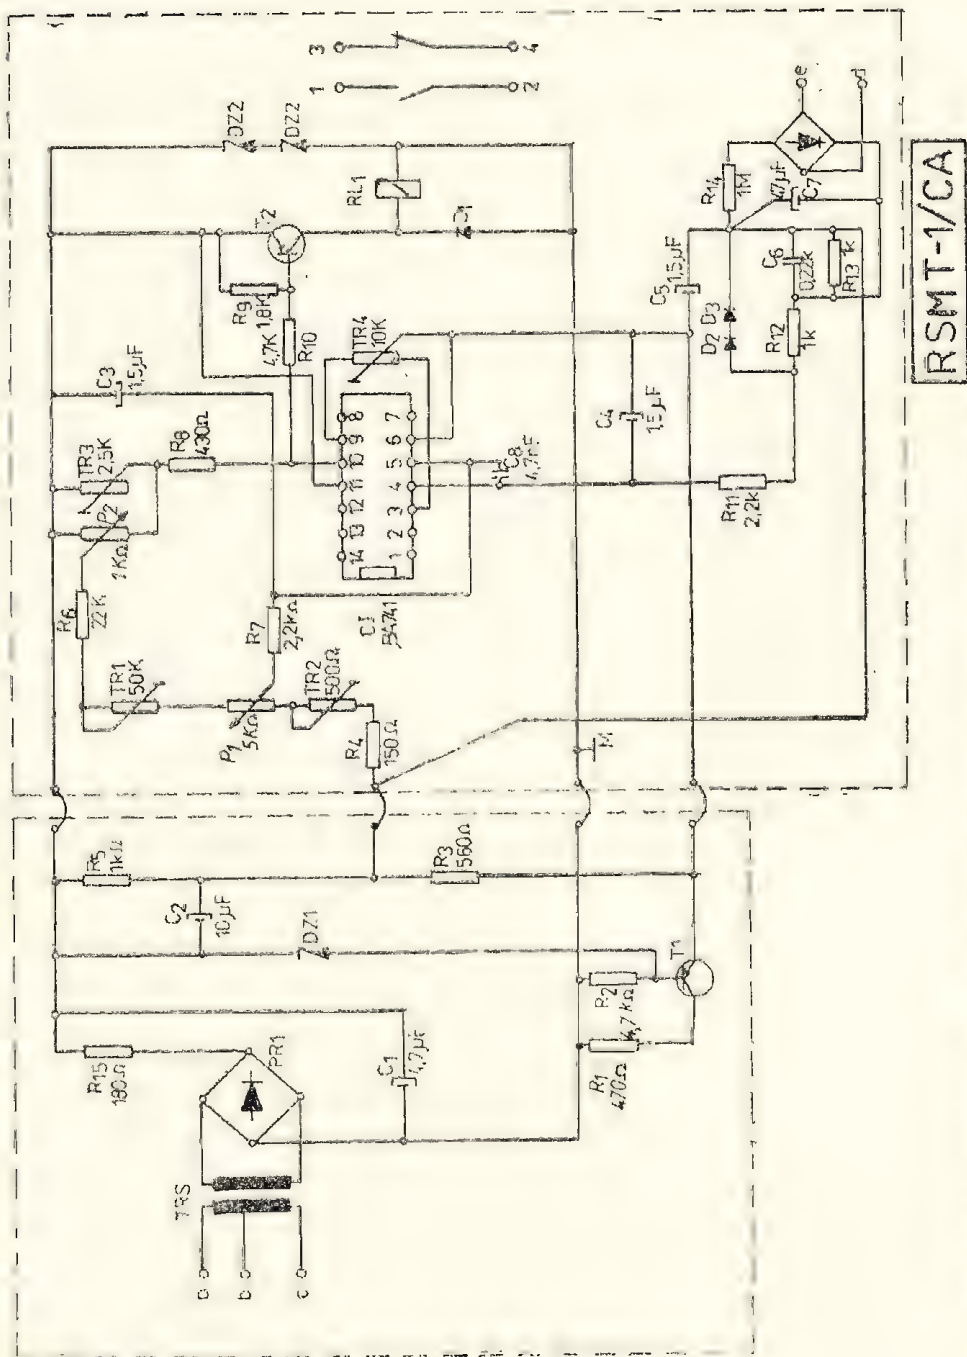 TRS
a
b
c
R15
180Ω
PR1
C1
4,7µF
C2
10µF
DZ1
R5
1kΩ
R3
560Ω
R1
470Ω
R2
4,7kΩ
T1
R6
22K
TR1
50K
P1
5KΩ
TR2
500Ω
R4
150Ω
R7
2,2kΩ
P2
1KΩ
TR3
2,5K
R8
430Ω
C3
1,5µF
CI
βA741
14 13 12 11 10 9 8
1 2 3 4 5 6 7
C8
4,7nF
TR4
10K
R9
1,8K
4,7K
R10
T2
RL1
D1
DZ2
DZ2
3
4
1
2
M
C4
1,5µF
R11
2,2k
C5
1,5µF
D2 D3
R12
1k
C6
0,22k
R13
1k
R14
1M
47µF
C7
e
d
RSMT-1/CA